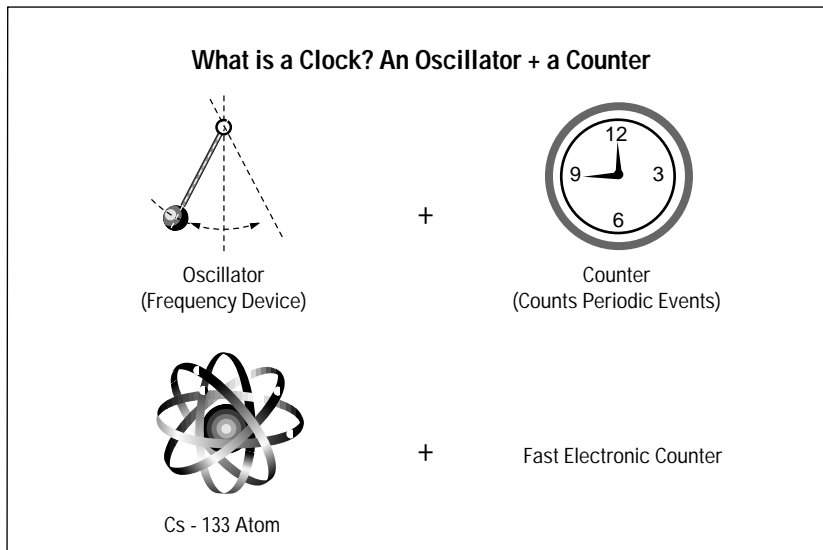 What is a Clock? An Oscillator + a Counter
12
9
3
6
+
Oscillator
(Frequency Device)
Counter
(Counts Periodic Events)
+
Fast Electronic Counter
Cs - 133 Atom